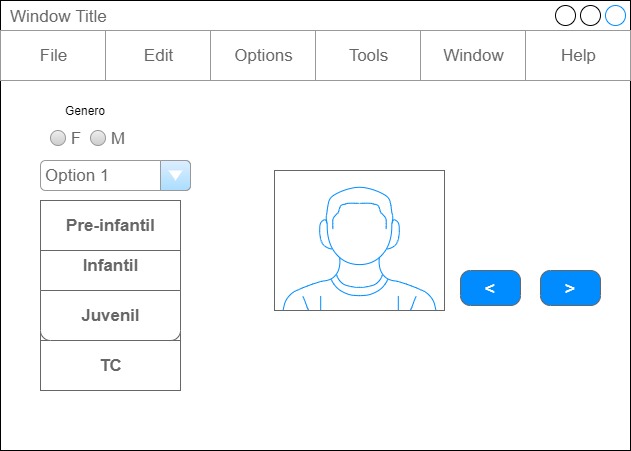 Window Title
File Edit Options Tools Window Help
Genero
F M
Option 1
Pre-infantil
Infantil
Juvenil
TC
< >